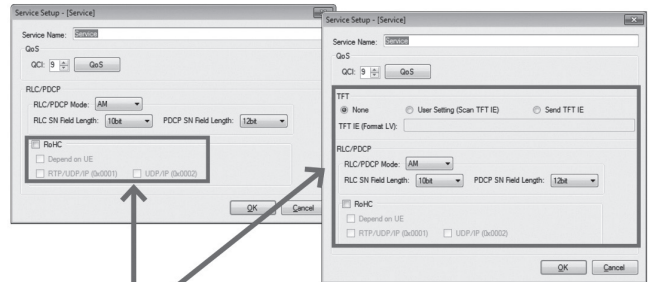 Service Setup - [Service]
Service Name: Service
QoS
QCI: 9 QoS
RLC/PDCP
RLC/PDCP Mode: AM
RLC SN Field Length: 10bit PDCP SN Field Length: 12bit
RoHC
Depend on UE
RTP/UDP/IP (0x0001) UDP/IP (0x0002)
OK Cancel
Service Setup - [Service]
Service Name: Service
QoS
QCI: 9 QoS
TFT
None User Setting (Scan TFT IE) Send TFT IE
TFT IE (Format LV):
RLC/PDCP
RLC/PDCP Mode: AM
RLC SN Field Length: 10bit PDCP SN Field Length: 12bit
RoHC
Depend on UE
RTP/UDP/IP (0x0001) UDP/IP (0x0002)
OK Cancel